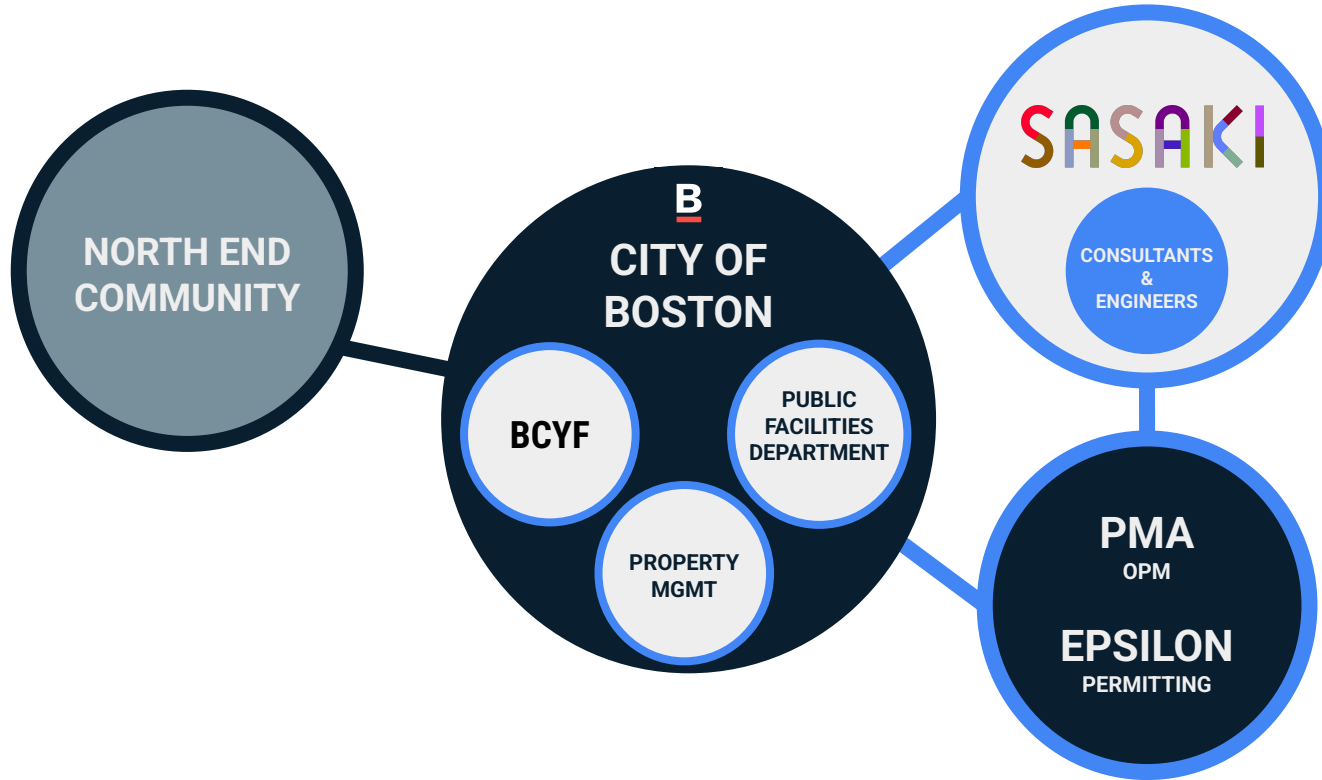 NORTH END
COMMUNITY
B
CITY OF
BOSTON
BCYF
PUBLIC
FACILITIES
DEPARTMENT
PROPERTY
MGMT
SASAKI
CONSULTANTS
&
ENGINEERS
PMA
OPM
EPSILON
PERMITTING